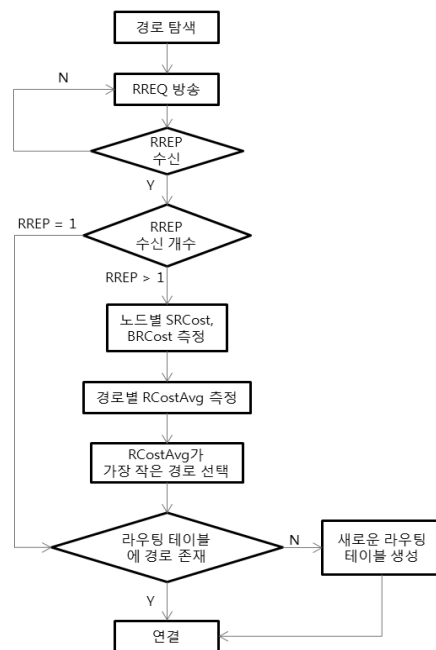 경로 탐색
N
RREQ 방송
RREP
수신
Y
RREP = 1
RREP
수신 개수
RREP > 1
노드별 SRCost,
BRCost 측정
경로별 RCostAvg 측정
RCostAvg가
가장 작은 경로 선택
라우팅 테이블
에 경로 존재
N
새로운 라우팅
테이블 생성
Y
연결